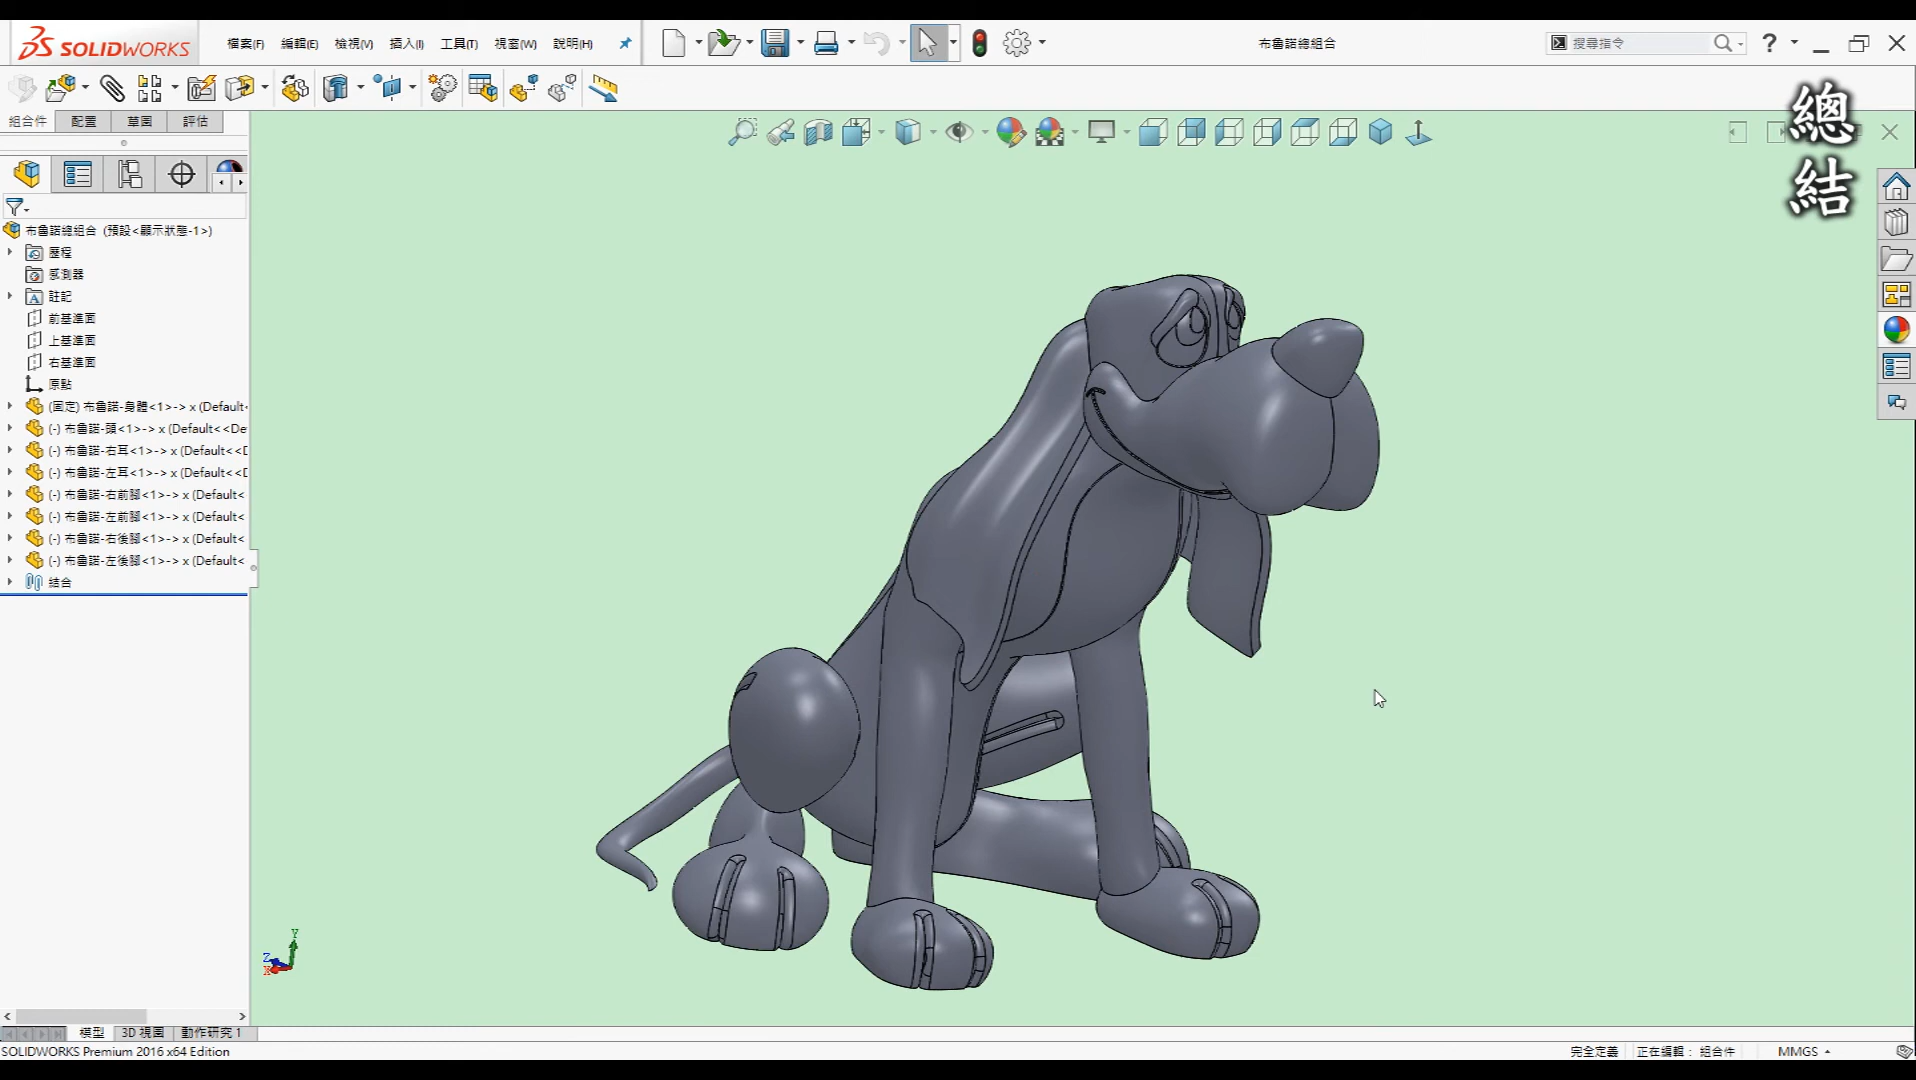 SOLIDWORKS
檔案(F) 編輯(E) 檢視(V) 插入(I) 工具(T) 視窗(W) 說明(H)
布魯諾總組合
搜尋指令
總結
組合件 配置 草圖 評估
布魯諾總組合 (預設<顯示狀態-1>)
歷程
感測器
註記
前基準面
上基準面
右基準面
原點
(固定) 布魯諾-身體<1>-> x (Default<
(-) 布魯諾-頭<1>-> x (Default<<De
(-) 布魯諾-右耳<1>-> x (Default<<D
(-) 布魯諾-左耳<1>-> x (Default<<D
(-) 布魯諾-右前腳<1>-> x (Default<
(-) 布魯諾-左前腳<1>-> x (Default<
(-) 布魯諾-右後腳<1>-> x (Default<
(-) 布魯諾-左後腳<1>-> x (Default<
結合
Y
Z
X
模型 3D 視圖 動作研究 1
SOLIDWORKS Premium 2016 x64 Edition
完全定義 正在編輯： 組合件 MMGS